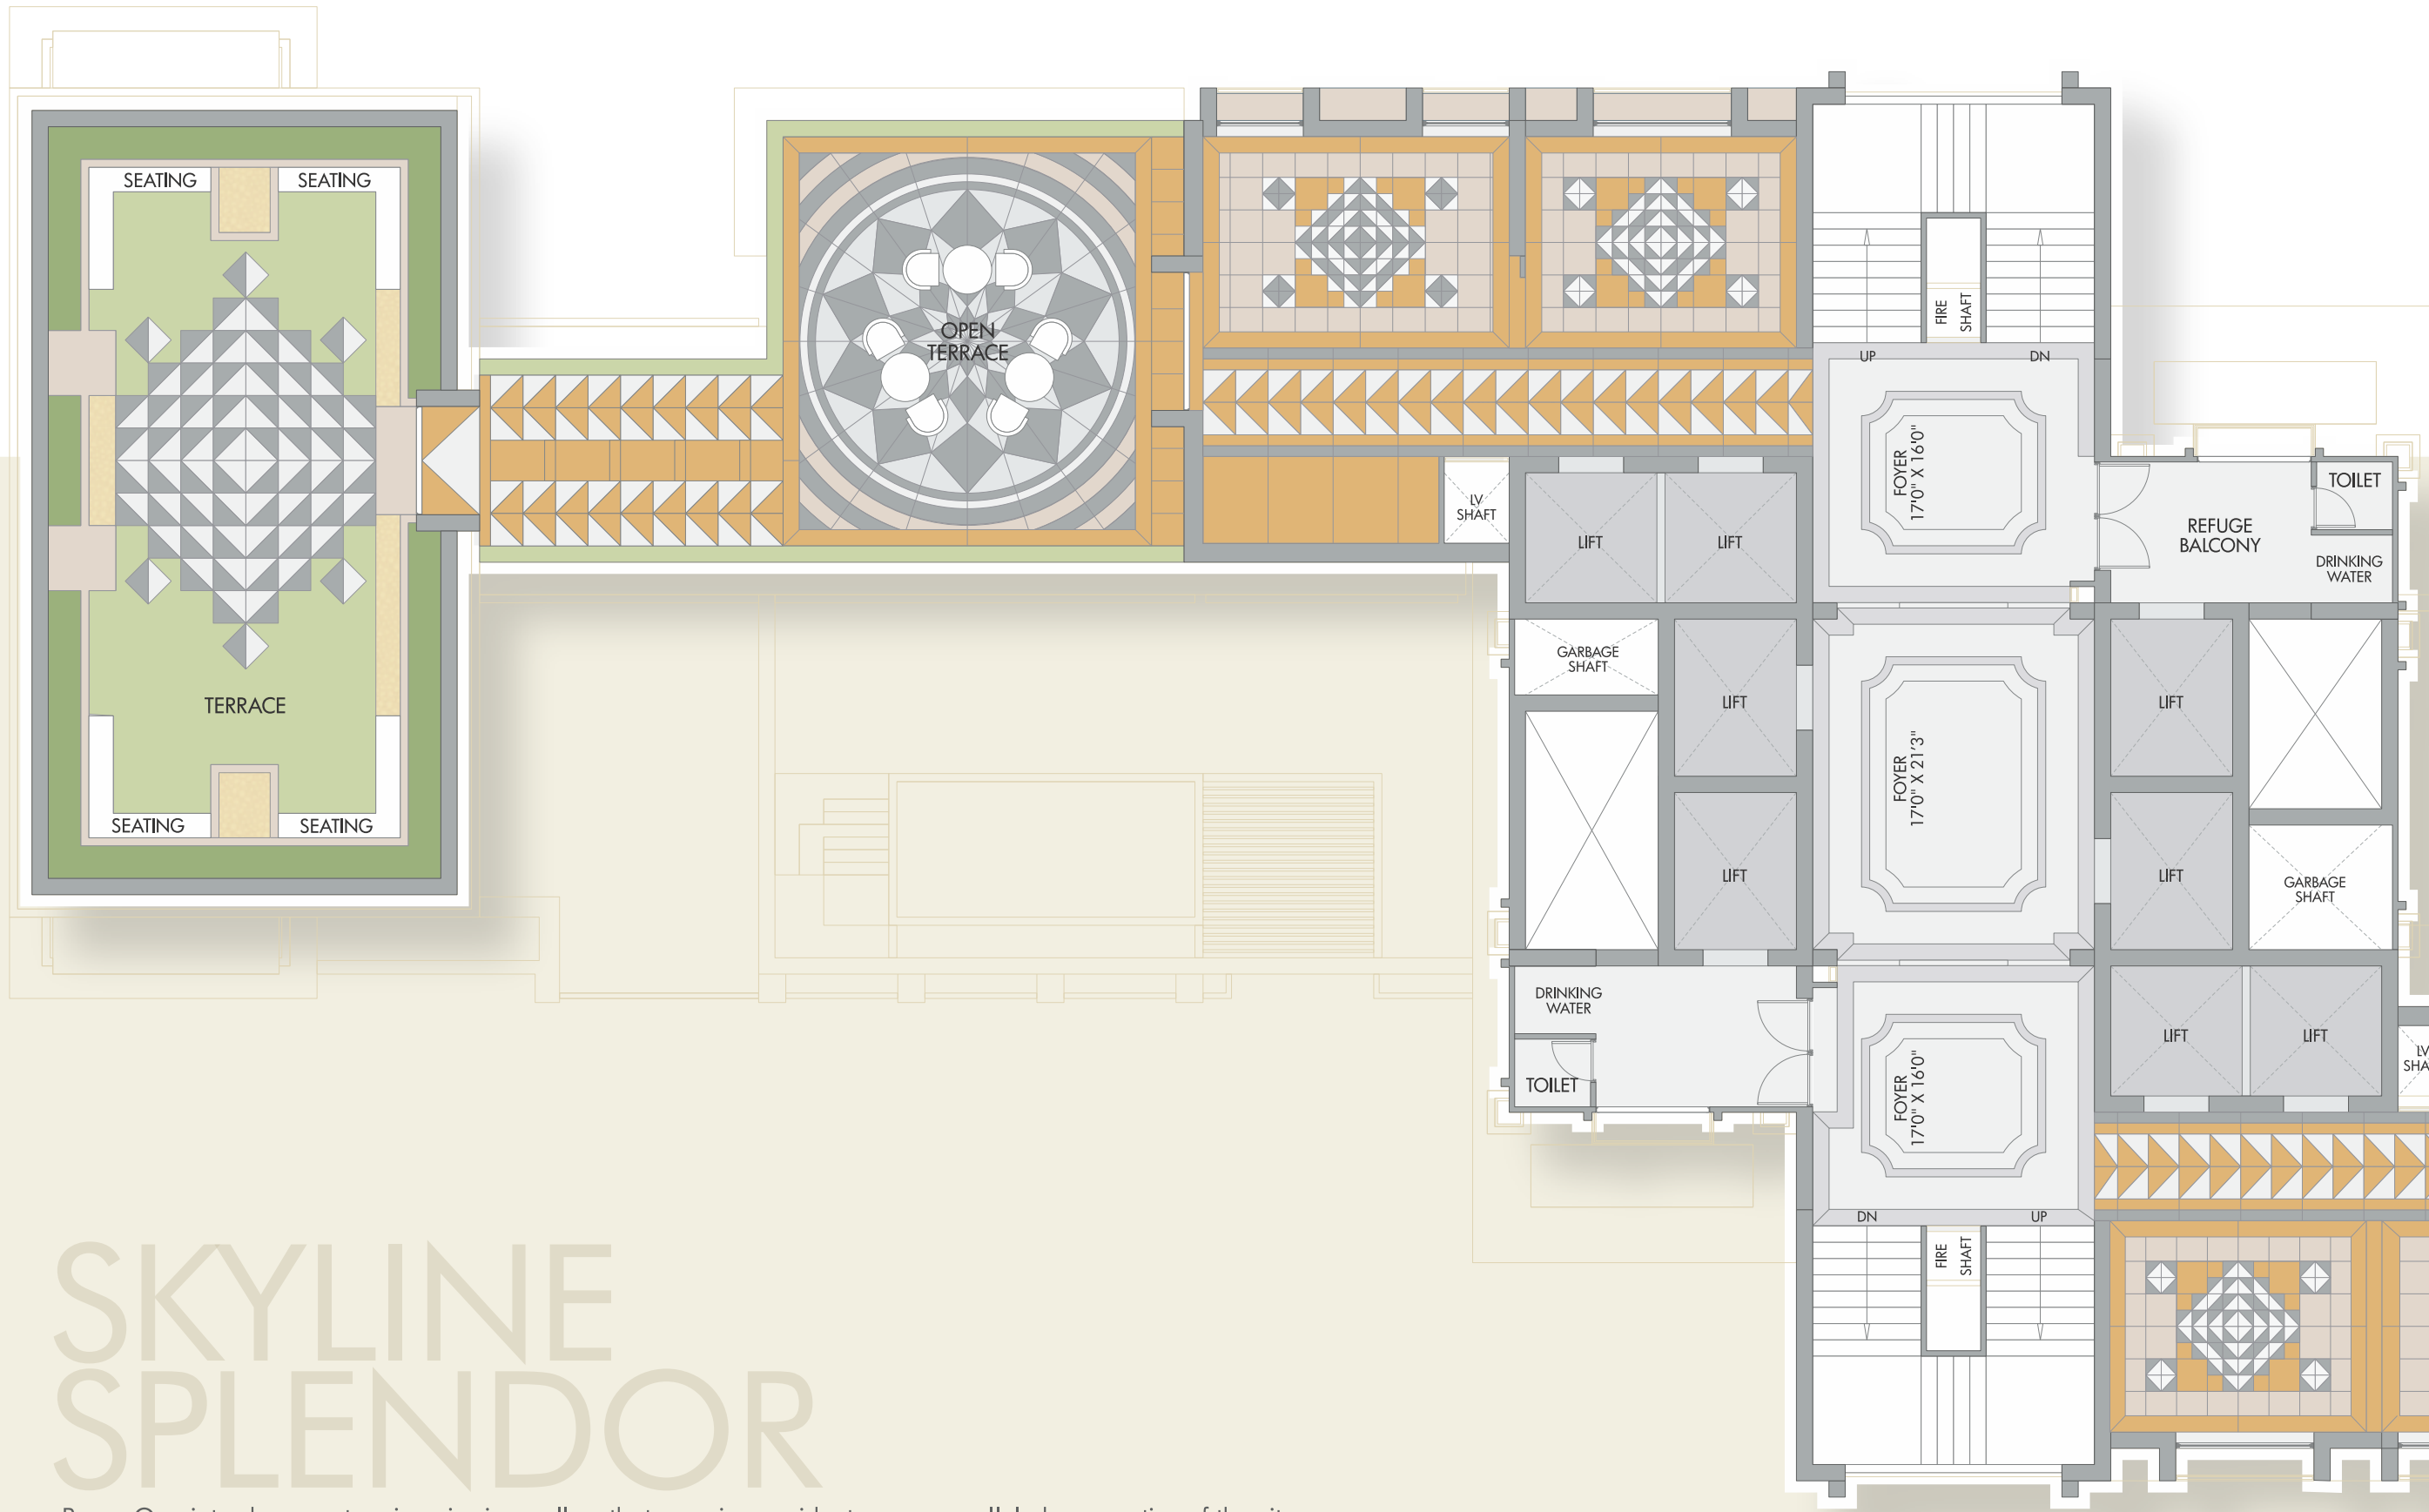 SEATING
SEATING
OPEN
TERRACE
FIRE
SHAFT
UP
DN
FOYER
17'0" X 16'0"
TOILET
REFUGE
BALCONY
DRINKING
WATER
LV
SHAFT
LIFT
LIFT
GARBAGE
SHAFT
LIFT
LIFT
TERRACE
FOYER
17'0" X 21'3"
SEATING
SEATING
LIFT
LIFT
GARBAGE
SHAFT
DRINKING
WATER
TOILET
FOYER
17'0" X 16'0"
LIFT
LIFT
LV
DN
UP
FIRE
SHAFT
SKYLINE
SPLENDOR